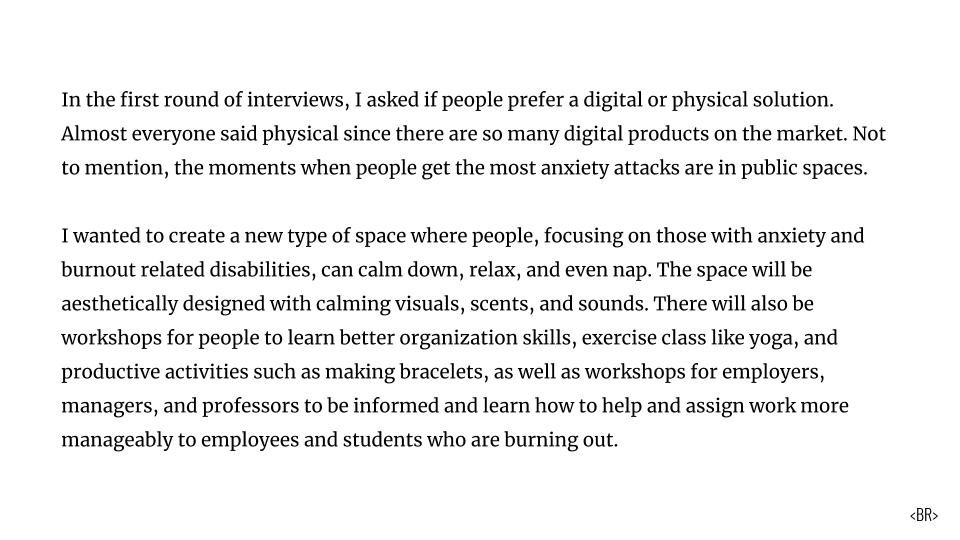 In the first round of interviews, I asked if people prefer a digital or physical solution.
Almost everyone said physical since there are so many digital products on the market. Not
to mention, the moments when people get the most anxiety attacks are in public spaces.
I wanted to create a new type of space where people, focusing on those with anxiety and
burnout related disabilities, can calm down, relax, and even nap. The space will be
aesthetically designed with calming visuals, scents, and sounds. There will also be
workshops for people to learn better organization skills, exercise class like yoga, and
productive activities such as making bracelets, as well as workshops for employers,
managers, and professors to be informed and learn how to help and assign work more
manageably to employees and students who are burning out.
<BR>